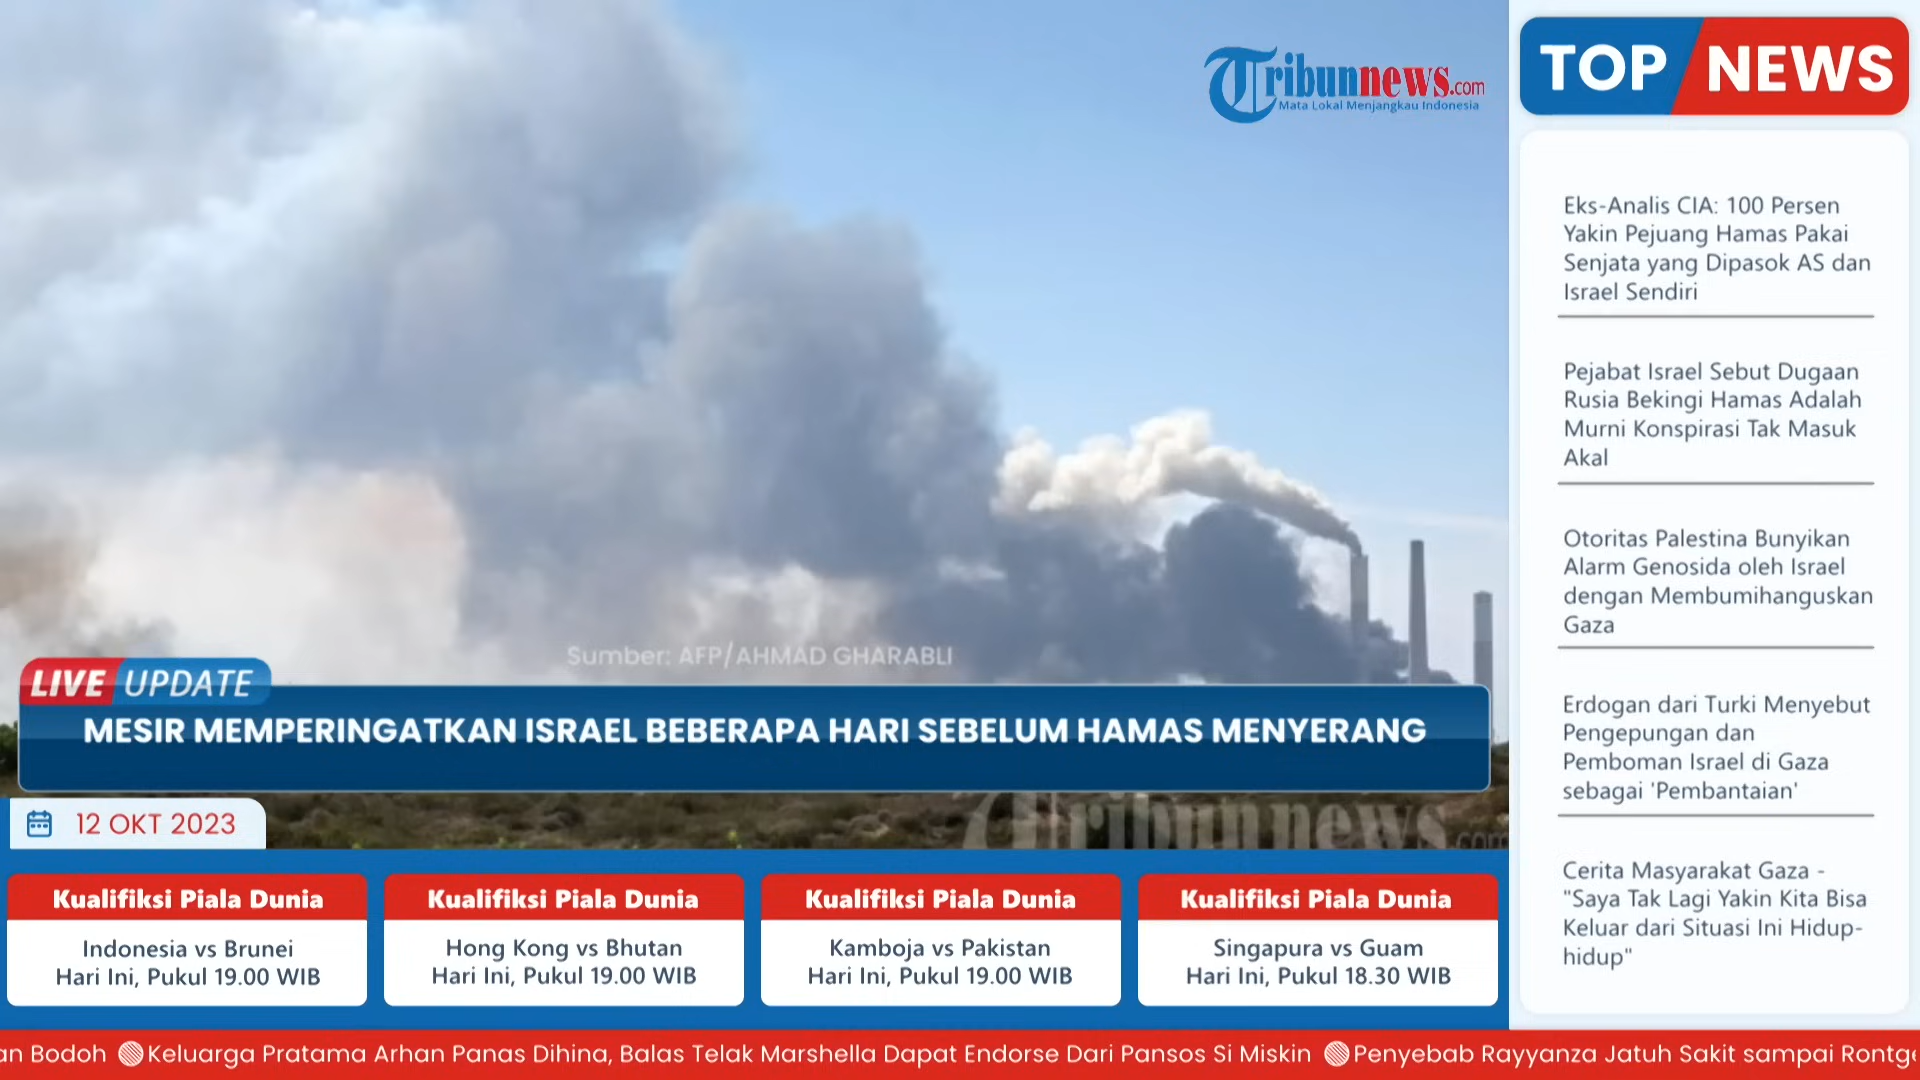 Tribunnews.com
Mata Lokal Menjangkau Indonesia
TOP NEWS
Eks-Analis CIA: 100 Persen
Yakin Pejuang Hamas Pakai
Senjata yang Dipasok AS dan
Israel Sendiri
Pejabat Israel Sebut Dugaan
Rusia Bekingi Hamas Adalah
Murni Konspirasi Tak Masuk
Akal
Otoritas Palestina Bunyikan
Alarm Genosida oleh Israel
dengan Membumihanguskan
Gaza
Erdogan dari Turki Menyebut
Pengepungan dan
Pemboman Israel di Gaza
sebagai 'Pembantaian'
Cerita Masyarakat Gaza -
"Saya Tak Lagi Yakin Kita Bisa
Keluar dari Situasi Ini Hidup-
hidup"
Sumber: AFP/AHMAD GHARABLI
LIVE UPDATE
MESIR MEMPERINGATKAN ISRAEL BEBERAPA HARI SEBELUM HAMAS MENYERANG
12 OKT 2023
Tribunnews.com
Kualifiksi Piala Dunia
Indonesia vs Brunei
Hari Ini, Pukul 19.00 WIB
Kualifiksi Piala Dunia
Hong Kong vs Bhutan
Hari Ini, Pukul 19.00 WIB
Kualifiksi Piala Dunia
Kamboja vs Pakistan
Hari Ini, Pukul 19.00 WIB
Kualifiksi Piala Dunia
Singapura vs Guam
Hari Ini, Pukul 18.30 WIB
an Bodoh Keluarga Pratama Arhan Panas Dihina, Balas Telak Marshella Dapat Endorse Dari Pansos Si Miskin Penyebab Rayyanza Jatuh Sakit sampai Rontge